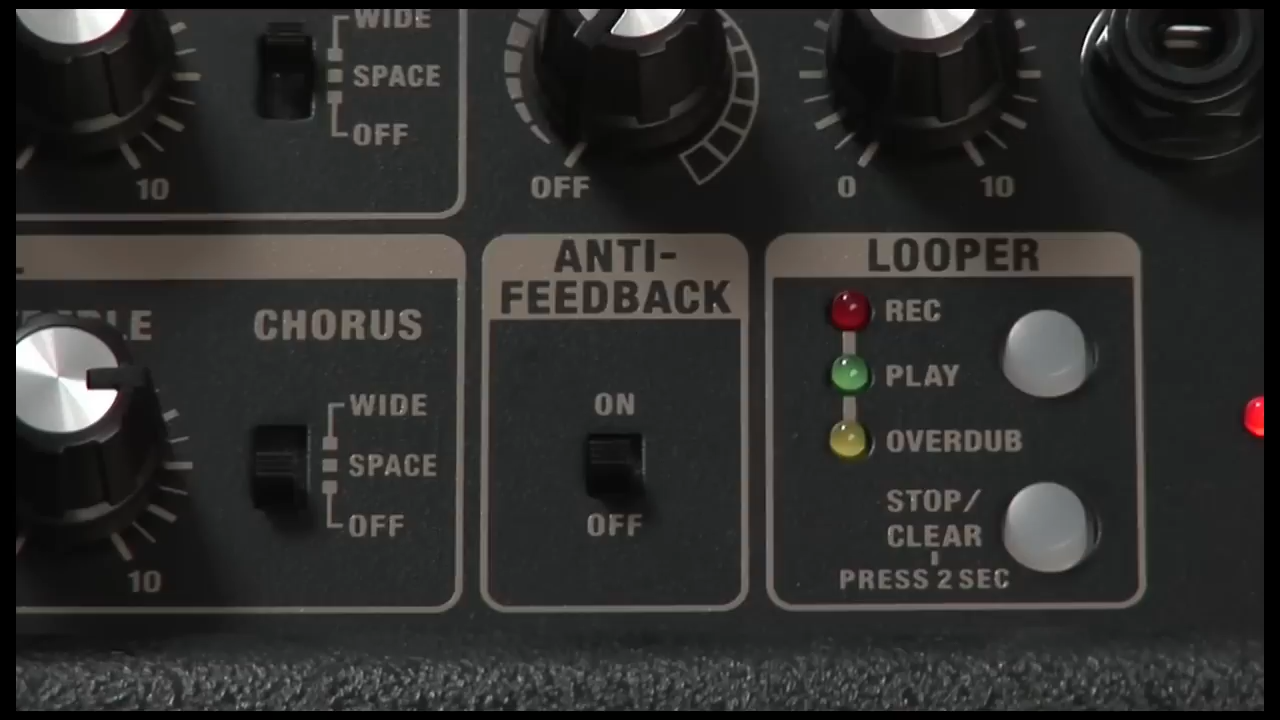 WIDE
SPACE
OFF
10
OFF
0
10
CHORUS
WIDE
SPACE
OFF
10
ANTI-
FEEDBACK
ON
OFF
LOOPER
REC
PLAY
OVERDUB
STOP/
CLEAR
PRESS 2 SEC